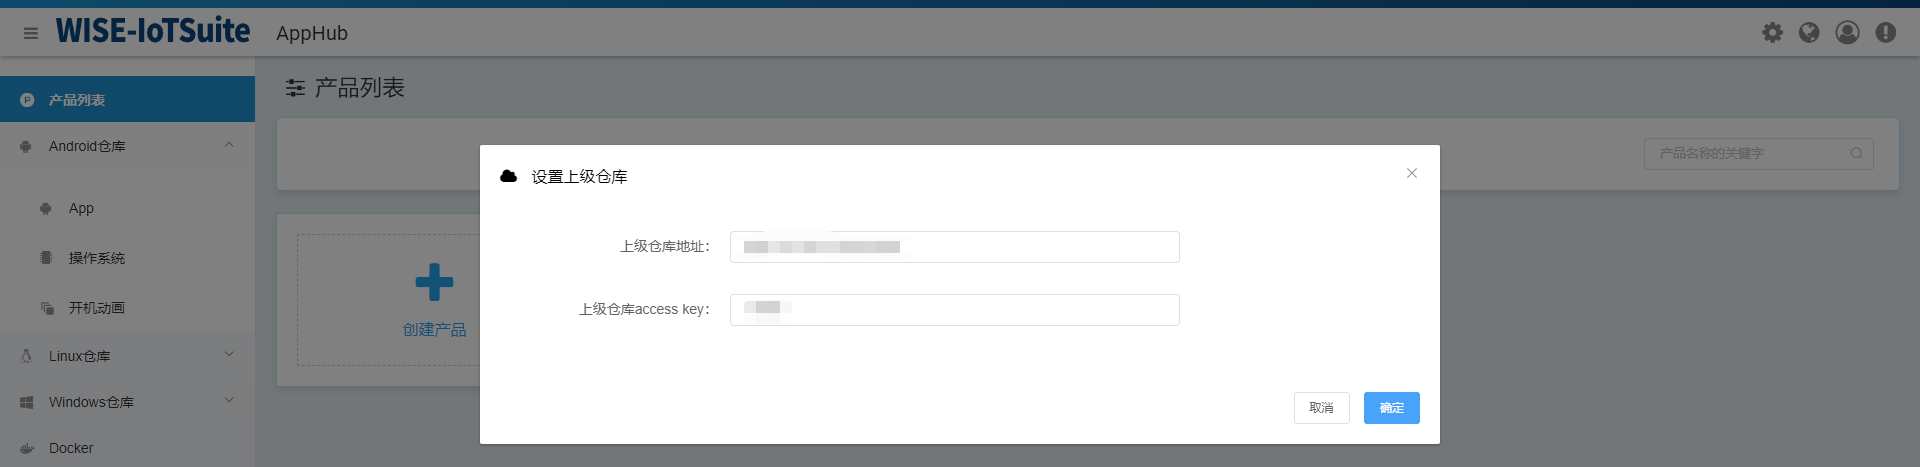 WISE-IoTSuite AppHub
产品列表
Android仓库
App
操作系统
开机动画
Linux仓库
Windows仓库
Docker
产品列表
产品名称的关键字
创建产品
设置上级仓库
上级仓库地址：
上级仓库access key：
取消 确定